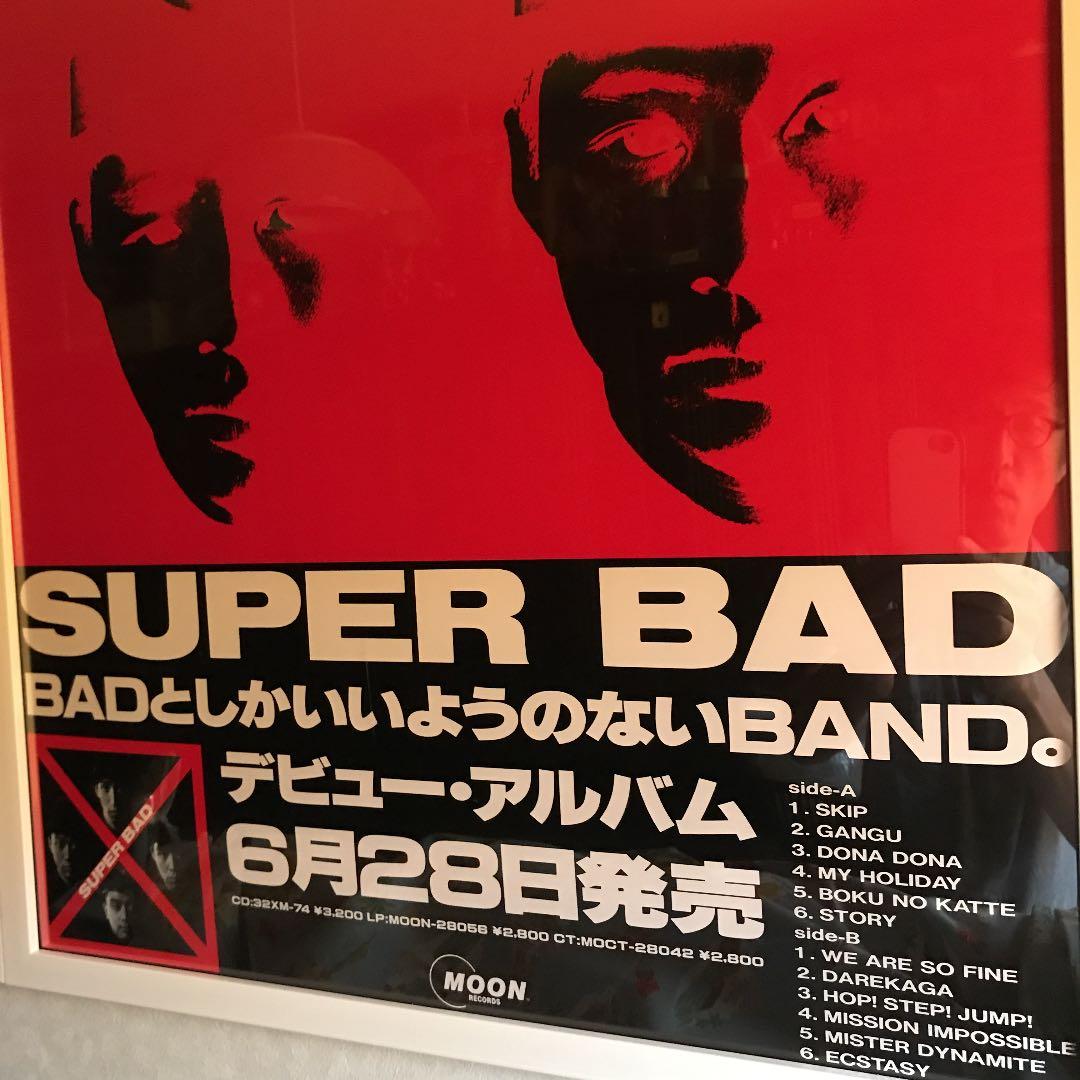 SUPER BAD
BADとしかいいようのないBAND。
SUPER BAD
デビュー・アルバム
6月28日発売
CD:32XM-74 ¥3,200 LP:MOON-28056 ¥2,800 CT:MOCT-28042 ¥2,800
MOON
RECORDS
side-A
1. SKIP
2. GANGU
3. DONA DONA
4. MY HOLIDAY
5. BOKU NO KATTE
6. STORY
side-B
1. WE ARE SO FINE
2. DAREKAGA
3. HOP! STEP! JUMP!
4. MISSION IMPOSSIBLE
5. MISTER DYNAMITE
6. ECSTASY